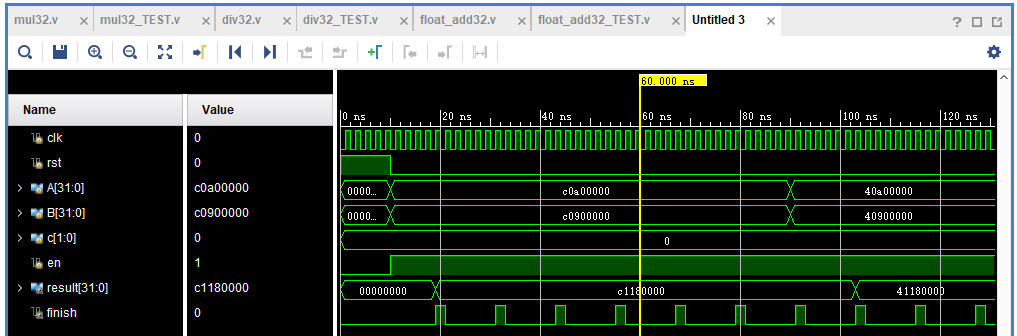 mul32.v × mul32_TEST.v × div32.v × div32_TEST.v × float_add32.v × float_add32_TEST.v × Untitled 3 × ?
60.000 ns
Name Value
0 ns 20 ns 40 ns 60 ns 80 ns 100 ns 120 ns
clk 0
rst 0
A[31:0] c0a00000 0000... c0a00000 40a00000
B[31:0] c0900000 0000... c0900000 40900000
c[1:0] 0 0
en 1
result[31:0] c1180000 00000000 c1180000 41180000
finish 0